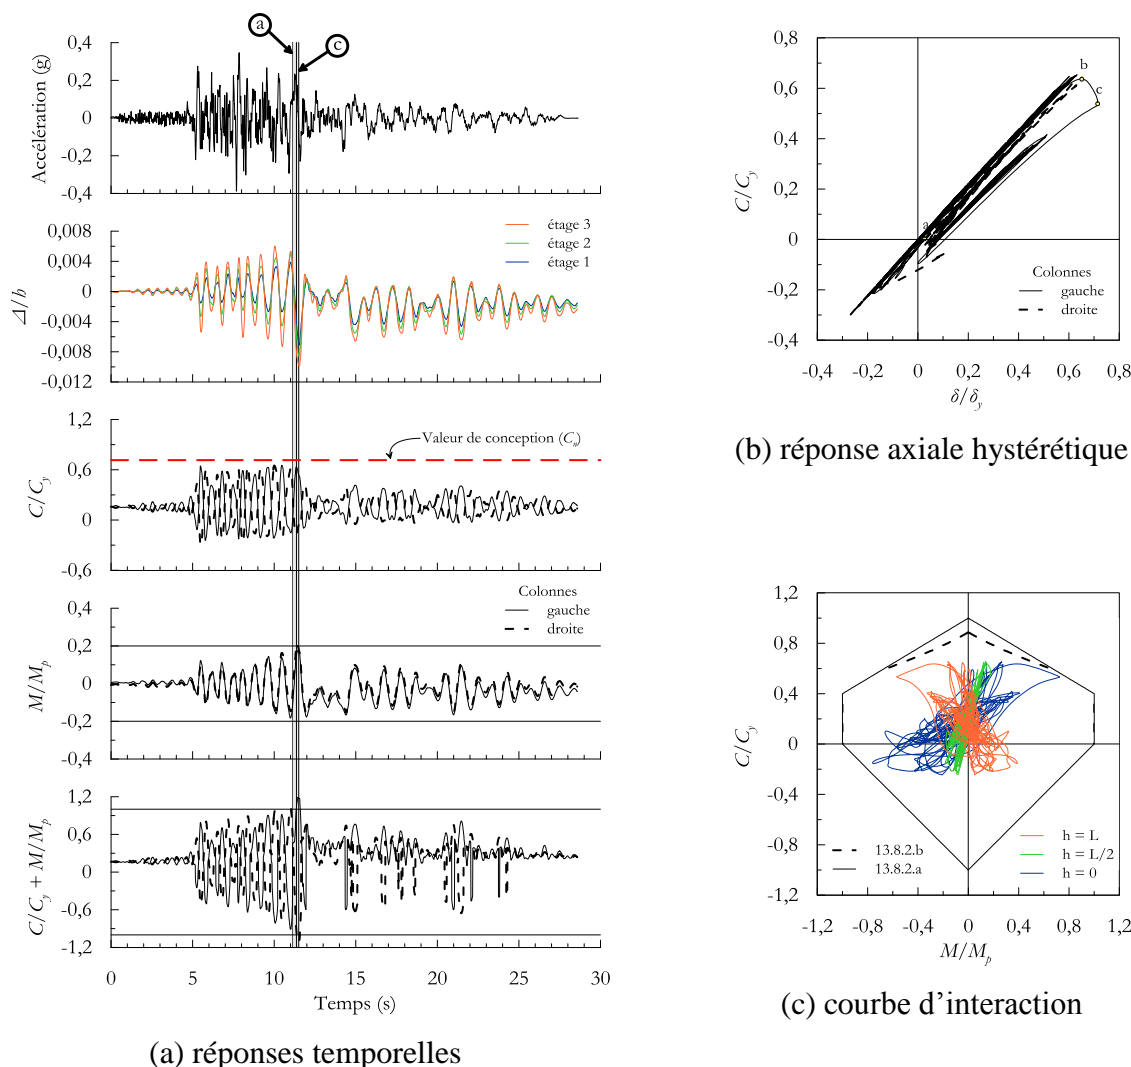 a
c
0,4
0,2
0
-0,2
-0,4
Accélération (g)
0,008
0,004
0
-0,004
-0,008
-0,012
Δ/b
étage 3
étage 2
étage 1
1,2
0,6
0
-0,6
C/Cy
Valeur de conception (Cn)
0,4
0,2
0
-0,2
-0,4
M/Mp
Colonnes
gauche
droite
1,2
0,6
0
-0,6
-1,2
C/Cy + M/Mp
0 5 10 15 20 25 30
Temps (s)
(a) réponses temporelles
0,8
0,6
0,4
0,2
0
-0,2
-0,4
C/Cy
a
b
c
Colonnes
gauche
droite
-0,4 -0,2 0 0,2 0,4 0,6 0,8
δ/δy
(b) réponse axiale hystérétique
1,2
0,8
0,4
0
-0,4
-0,8
-1,2
C/Cy
13.8.2.b
13.8.2.a
h = L
h = L/2
h = 0
-1,2 -0,8 -0,4 0 0,4 0,8 1,2
M/Mp
(c) courbe d'interaction